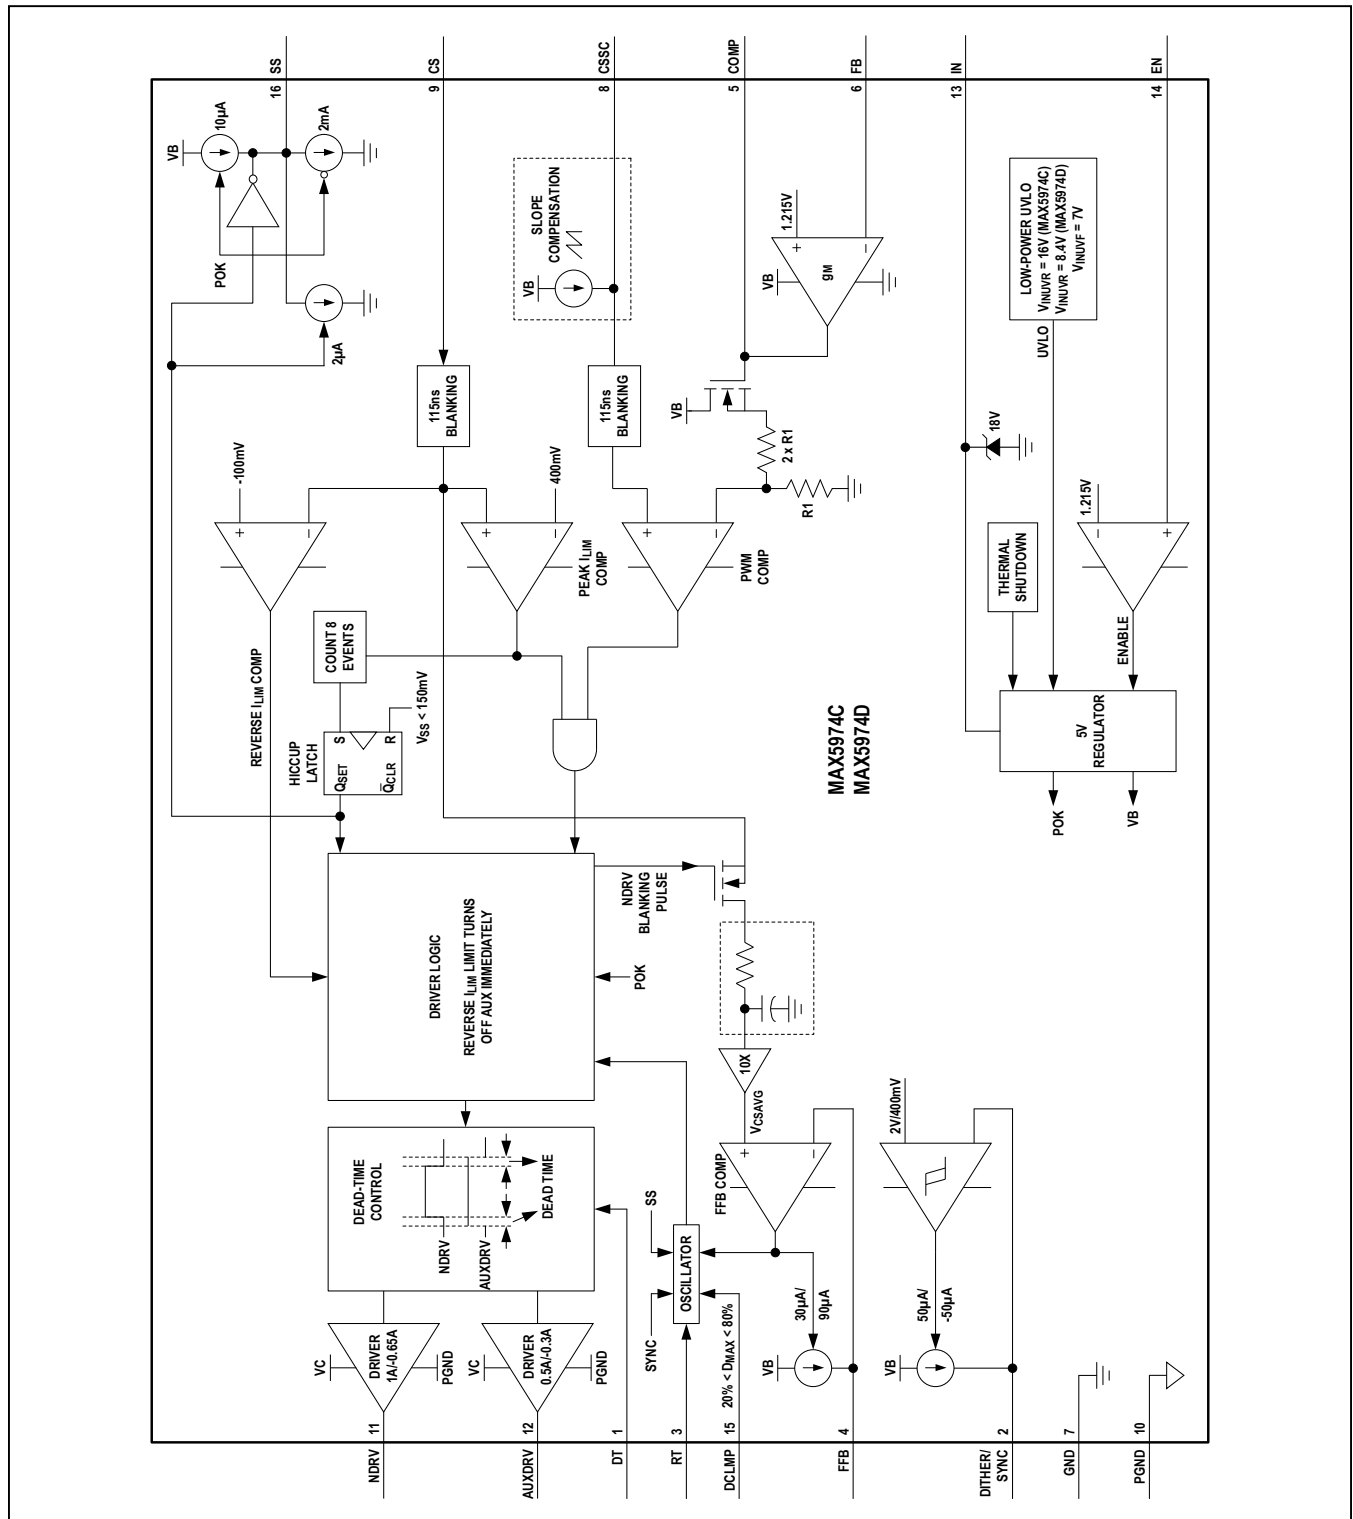 SS
16
CS
9
CSSC
8
COMP
5
FB
6
IN
13
EN
14
VB
10µA
2mA
POK
2µA
SLOPE
COMPENSATION
VB
1.215V
+
−
gM
VB
LOW-POWER UVLO
VINUVR = 16V (MAX5974C)
VINUVR = 8.4V (MAX5974D)
VINUVF = 7V
UVLO
115ns
BLANKING
115ns
BLANKING
VB
2 x R1
R1
18V
-100mV
+
−
400mV
+
−
PEAK ILIM
COMP
+
−
PWM
COMP
THERMAL
SHUTDOWN
1.215V
−
+
ENABLE
REVERSE ILIM COMP
COUNT 8
EVENTS
HICCUP
LATCH
S
R
QSET
Q̅CLR
VSS < 150mV
MAX5974C
MAX5974D
5V
REGULATOR
POK
VB
DRIVER LOGIC
REVERSE ILIM LIMIT TURNS
OFF AUX IMMEDIATELY
NDRV
BLANKING
PULSE
POK
10X
VCSAVG
DEAD-TIME
CONTROL
NDRV
AUXDRV
DEAD TIME
SS
SYNC
OSCILLATOR
FFB COMP
+
−
2V/400mV
20% < DMAX < 80%
30µA/
90µA
50µA/
-50µA
VB
VB
VC
DRIVER
1A/-0.65A
PGND
VC
DRIVER
0.5A/-0.3A
PGND
11
NDRV
12
AUXDRV
1
DT
3
RT
15
DCLMP
4
FFB
2
DITHER/
SYNC
7
GND
10
PGND